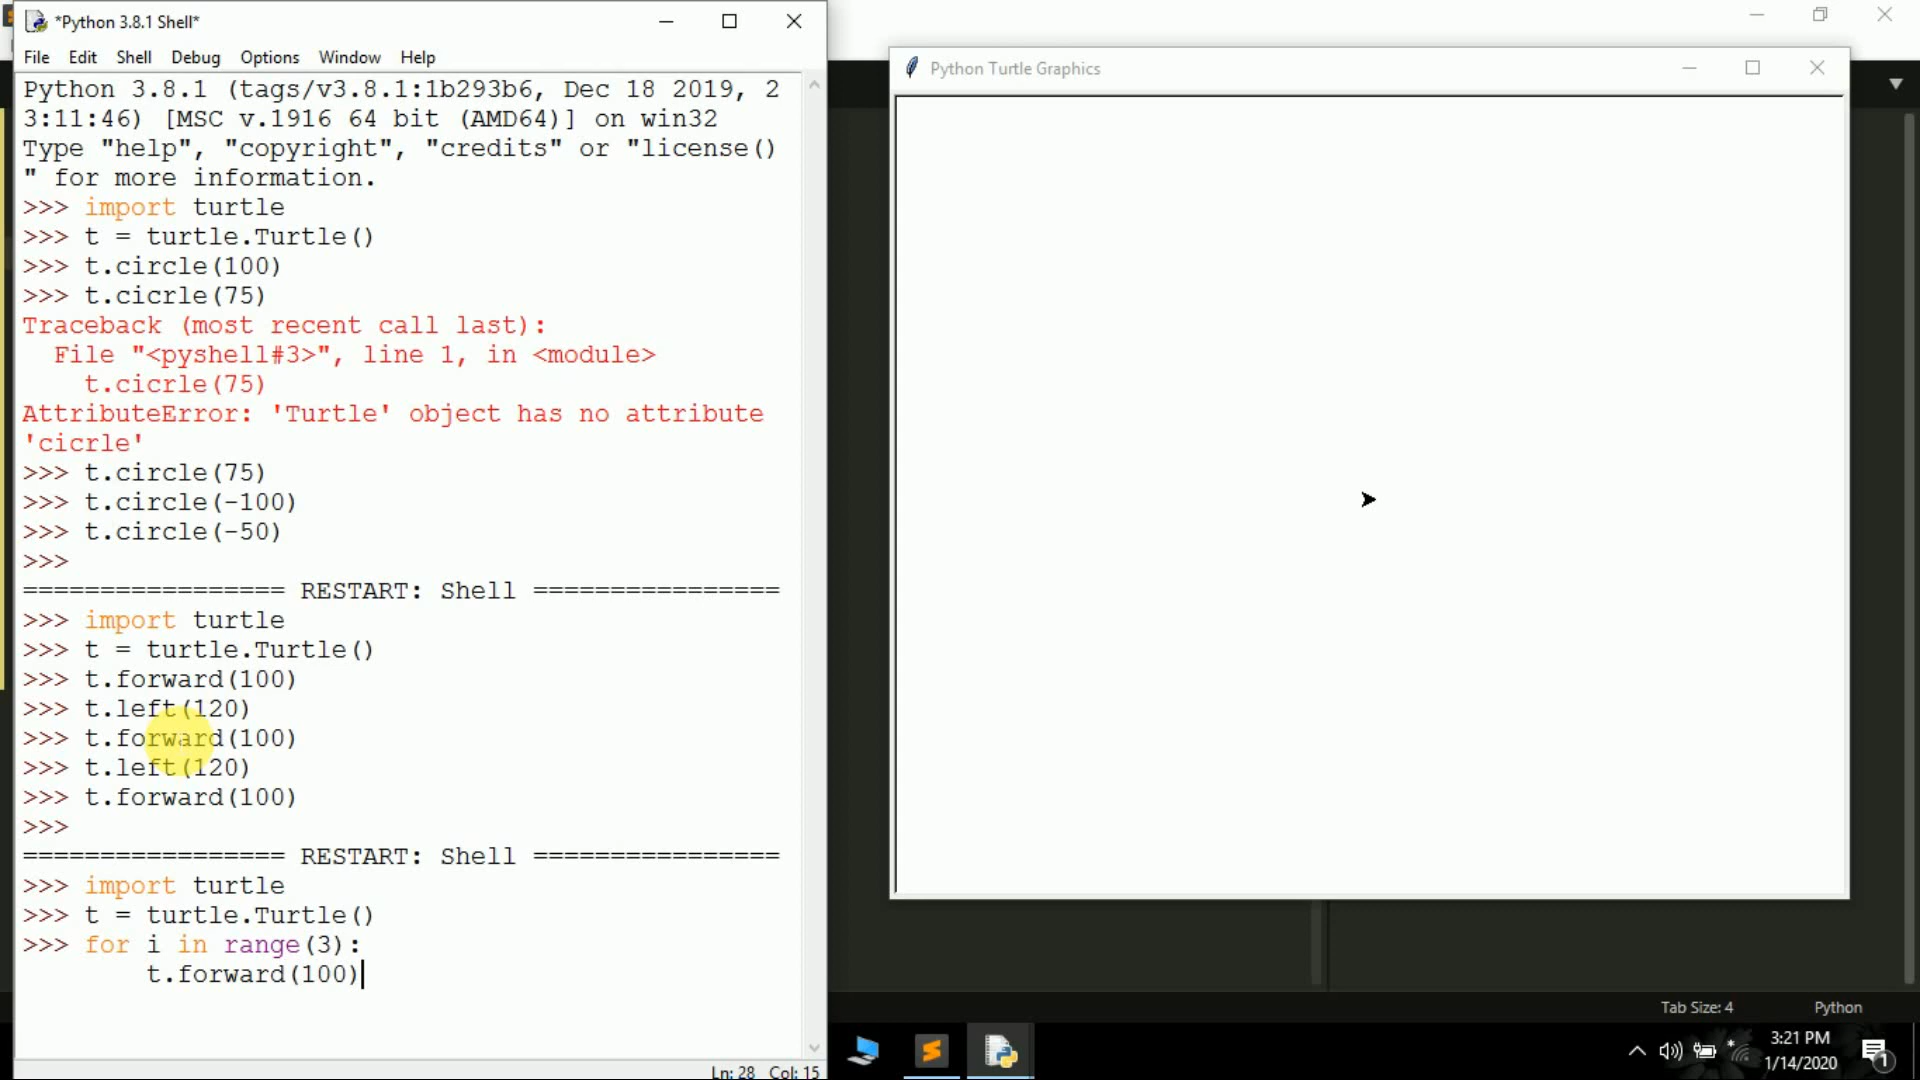 *Python 3.8.1 Shell*
File Edit Shell Debug Options Window Help
Python 3.8.1 (tags/v3.8.1:1b293b6, Dec 18 2019, 2
3:11:46) [MSC v.1916 64 bit (AMD64)] on win32
Type "help", "copyright", "credits" or "license()
" for more information.
>>> import turtle
>>> t = turtle.Turtle()
>>> t.circle(100)
>>> t.cicrle(75)
Traceback (most recent call last):
  File "<pyshell#3>", line 1, in <module>
    t.cicrle(75)
AttributeError: 'Turtle' object has no attribute
'cicrle'
>>> t.circle(75)
>>> t.circle(-100)
>>> t.circle(-50)
>>>
================= RESTART: Shell ================
>>> import turtle
>>> t = turtle.Turtle()
>>> t.forward(100)
>>> t.left(120)
>>> t.forward(100)
>>> t.left(120)
>>> t.forward(100)
>>>
================= RESTART: Shell ================
>>> import turtle
>>> t = turtle.Turtle()
>>> for i in range(3):
        t.forward(100)
Ln: 28 Col: 15
Python Turtle Graphics
Tab Size: 4 Python
3:21 PM
1/14/2020
1